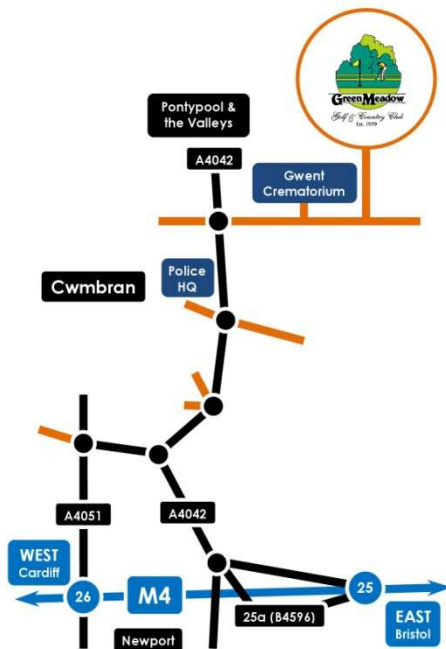 GreenMeadow
Golf & Country Club
Est. 1979
Pontypool &
the Valleys
A4042
Gwent
Crematorium
Police
HQ
Cwmbran
A4051
A4042
WEST
Cardiff
26
M4
25
25a (B4596)
EAST
Bristol
Newport